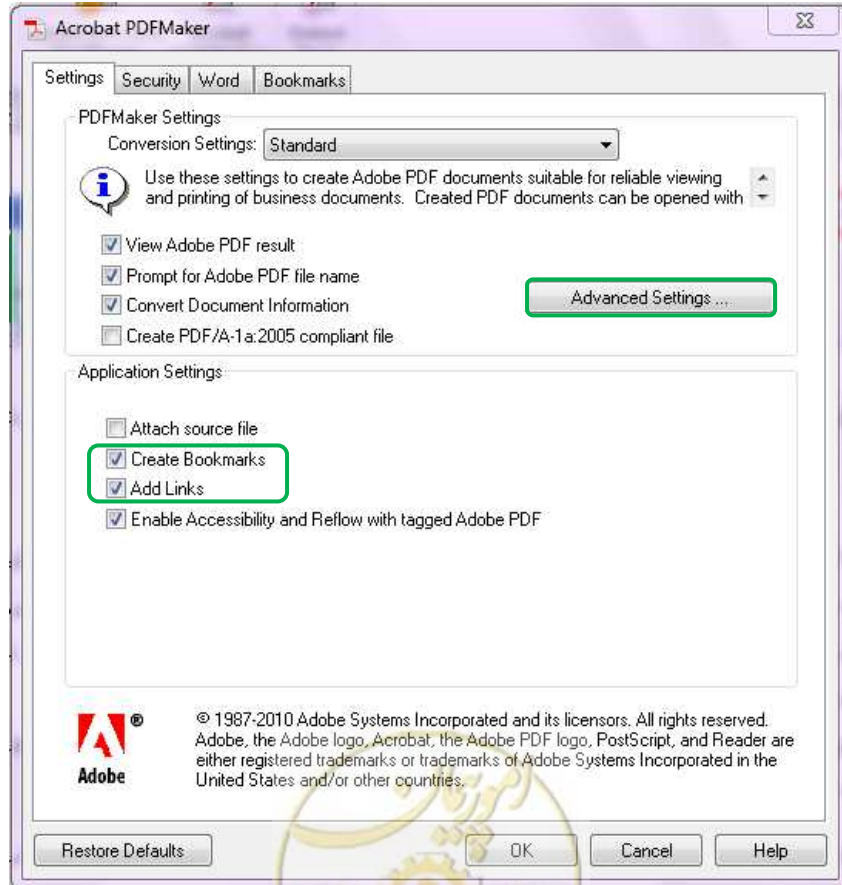 Acrobat PDFMaker
Settings Security Word Bookmarks
PDFMaker Settings
Conversion Settings: Standard
Use these settings to create Adobe PDF documents suitable for reliable viewing
and printing of business documents. Created PDF documents can be opened with
View Adobe PDF result
Prompt for Adobe PDF file name
Convert Document Information
Advanced Settings ...
Create PDF/A-1a:2005 compliant file
Application Settings
Attach source file
Create Bookmarks
Add Links
Enable Accessibility and Reflow with tagged Adobe PDF
® © 1987-2010 Adobe Systems Incorporated and its licensors. All rights reserved.
Adobe, the Adobe logo, Acrobat, the Adobe PDF logo, PostScript, and Reader are
either registered trademarks or trademarks of Adobe Systems Incorporated in the
Adobe United States and/or other countries.
Restore Defaults OK Cancel Help